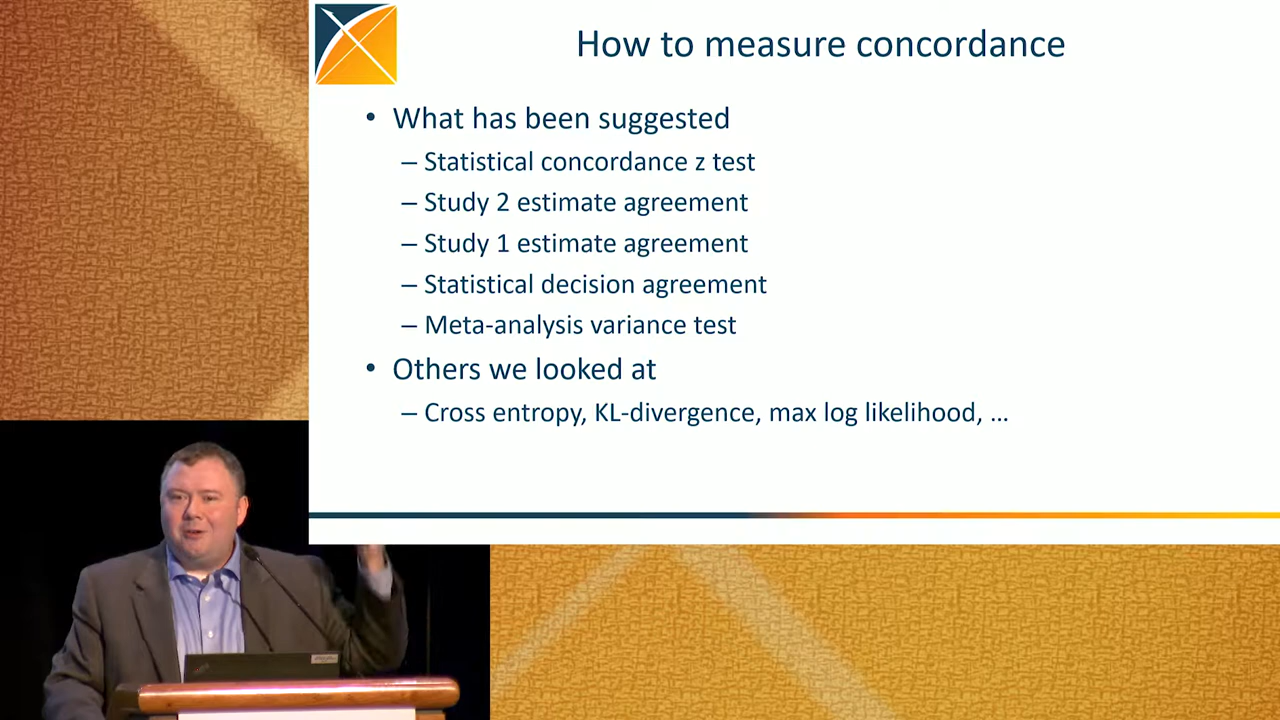 How to measure concordance
• What has been suggested
– Statistical concordance z test
– Study 2 estimate agreement
– Study 1 estimate agreement
– Statistical decision agreement
– Meta-analysis variance test
• Others we looked at
– Cross entropy, KL-divergence, max log likelihood, ...